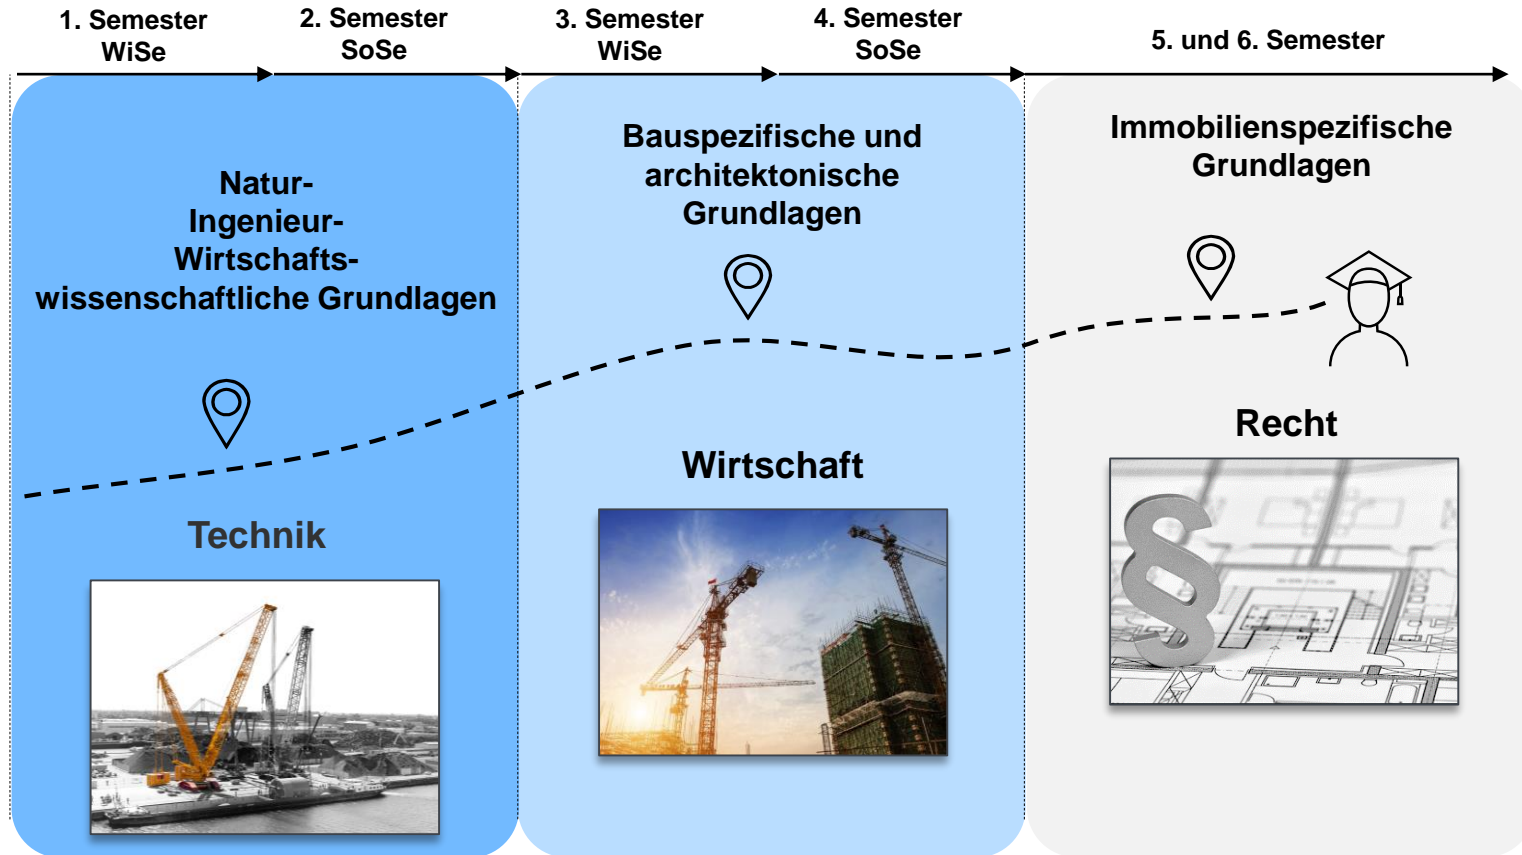 1. Semester
WiSe
2. Semester
SoSe
3. Semester
WiSe
4. Semester
SoSe
5. und 6. Semester
Natur-
Ingenieur-
Wirtschafts-
wissenschaftliche Grundlagen
Technik
Bauspezifische und
architektonische
Grundlagen
Wirtschaft
Immobilienspezifische
Grundlagen
Recht
§